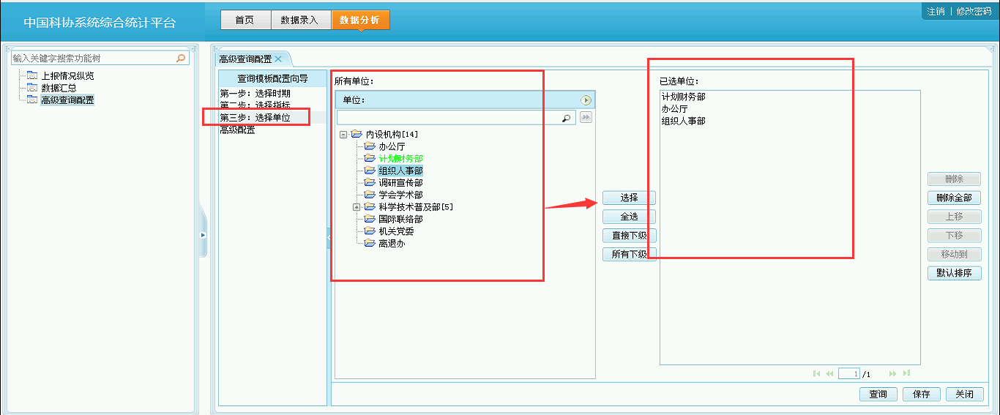 中国科协系统综合统计平台
首页
数据录入
数据分析
注销 | 修改密码
输入关键字搜索功能树
上报情况纵览
数据汇总
高级查询配置
高级查询配置
查询模板配置向导
第一步：选择时期
第二步：选择指标
第三步：选择单位
高级配置
所有单位：
单位：
内设机构[14]
办公厅
计划财务部
组织人事部
调研宣传部
学会学术部
科学技术普及部[5]
国际联络部
机关党委
离退办
选择
全选
直接下级
所有下级
已选单位：
计划财务部
办公厅
组织人事部
删除
删除全部
上移
下移
移动到
默认排序
1 /1
查询
保存
关闭